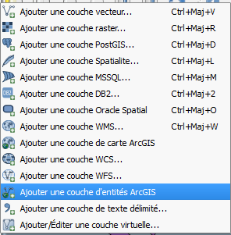 Ajouter une couche vecteur... Ctrl+Maj+V
Ajouter une couche raster... Ctrl+Maj+R
Ajouter une couche PostGIS... Ctrl+Maj+D
Ajouter une couche Spatialite... Ctrl+Maj+L
Ajouter une couche MSSQL... Ctrl+Maj+M
Ajouter une couche DB2... Ctrl+Maj+2
Ajouter une couche Oracle Spatial Ctrl+Maj+O
Ajouter une couche WMS... Ctrl+Maj+W
Ajouter une couche de carte ArcGIS
Ajouter une couche WCS...
Ajouter une couche WFS...
Ajouter une couche d'entités ArcGIS
Ajouter une couche de texte délimité...
Ajouter/Éditer une couche virtuelle...